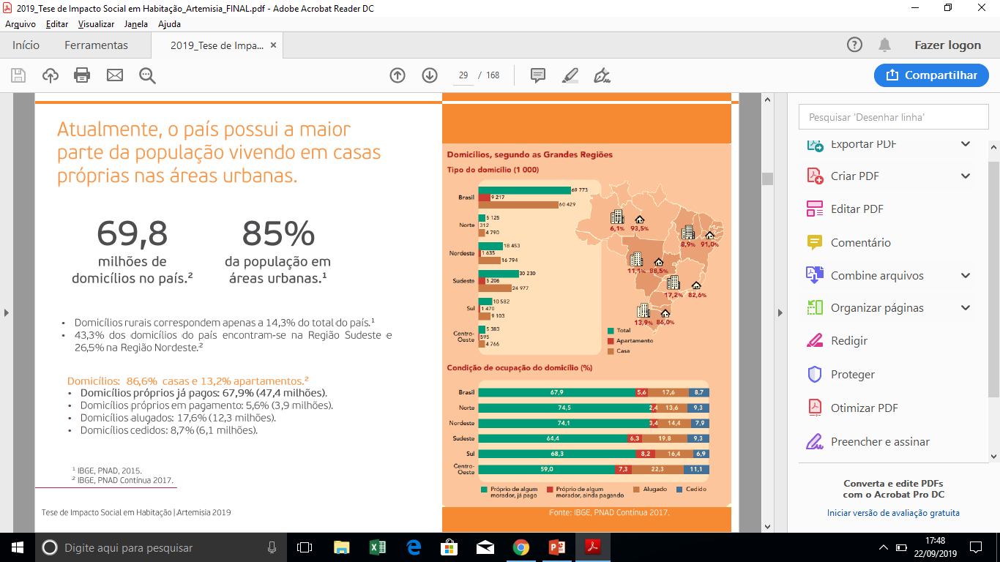 2019_Tese de Impacto Social em Habitação_Artemisia_FINAL.pdf - Adobe Acrobat Reader DC
Arquivo Editar Visualizar Janela Ajuda
Início Ferramentas 2019_Tese de Impa... × Fazer logon
29 / 168 Compartilhar
Atualmente, o país possui a maior
parte da população vivendo em casas
próprias nas áreas urbanas.
69,8
milhões de
domicílios no país.²
85%
da população em
áreas urbanas.¹
• Domicílios rurais correspondem apenas a 14,3% do total do país.¹
• 43,3% dos domicílios do país encontram-se na Região Sudeste e
26,5% na Região Nordeste.²
Domicílios: 86,6% casas e 13,2% apartamentos.²
• Domicílios próprios já pagos: 67,9% (47,4 milhões).
• Domicílios próprios em pagamento: 5,6% (3,9 milhões).
• Domicílios alugados: 17,6% (12,3 milhões).
• Domicílios cedidos: 8,7% (6,1 milhões).
¹ IBGE, PNAD, 2015.
² IBGE, PNAD Contínua 2017.
Tese de Impacto Social em Habitação | Artemisia 2019
Domicílios, segundo as Grandes Regiões
Tipo do domicílio (1 000)
69 773
Brasil 9 217
60 429
5 125
Norte 312
4 790
18 453
Nordeste 1 635
16 794
30 230
Sudeste 5 206
24 977
10 582
Sul 1 470
9 103
5 383
Centro-
Oeste 595
4 766
6,1% 93,5%
8,9% 91,0%
11,1% 88,5%
17,2% 82,6%
13,9% 86,0%
Total
Apartamento
Casa
Condição de ocupação do domicílio (%)
Brasil 67,9 5,6 17,6 8,7
Norte 74,5 2,4 13,6 9,3
Nordeste 74,1 3,4 14,4 7,9
Sudeste 64,4 6,3 19,8 9,3
Sul 68,3 8,2 16,4 6,9
Centro-
Oeste 59,0 7,3 22,3 11,1
Próprio de algum
morador, já pago
Próprio de algum
morador, ainda pagando
Alugado
Cedido
Fonte: IBGE, PNAD Contínua 2017.
Pesquisar 'Desenhar linha'
Exportar PDF
Criar PDF
Editar PDF
Comentário
Combine arquivos
Organizar páginas
Redigir
Proteger
Otimizar PDF
Preencher e assinar
Converta e edite PDFs
com o Acrobat Pro DC
Iniciar versão de avaliação gratuita
Digite aqui para pesquisar
17:48
22/09/2019